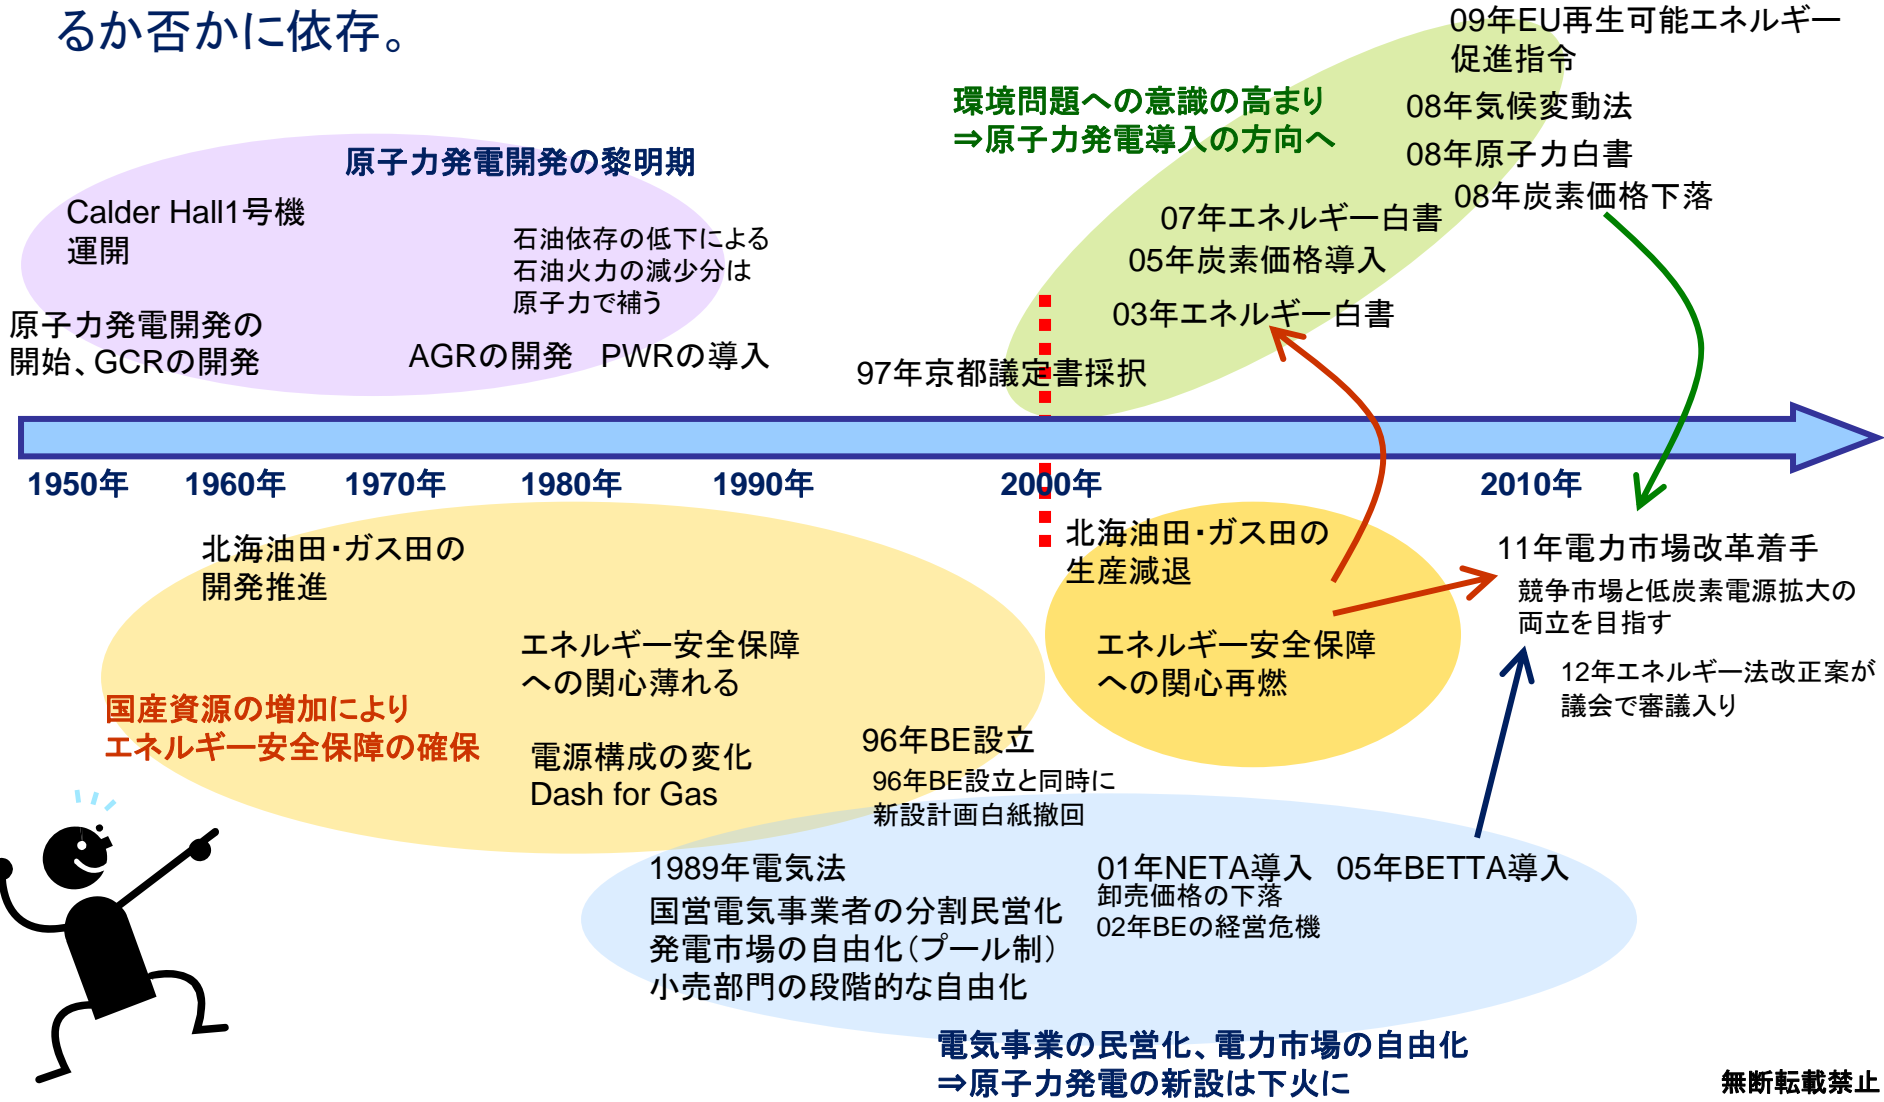 るか否かに依存。
09年EU再生可能エネルギー
促進指令
環境問題への意識の高まり
⇒原子力発電導入の方向へ
08年気候変動法
08年原子力白書
08年炭素価格下落
07年エネルギー白書
05年炭素価格導入
03年エネルギー白書
97年京都議定書採択
原子力発電開発の黎明期
Calder Hall1号機
運開
石油依存の低下による
石油火力の減少分は
原子力で補う
原子力発電開発の
開始、GCRの開発
AGRの開発 PWRの導入
1950年 1960年 1970年 1980年 1990年 2000年 2010年
北海油田・ガス田の
開発推進
エネルギー安全保障
への関心薄れる
国産資源の増加により
エネルギー安全保障の確保
電源構成の変化
Dash for Gas
96年BE設立
96年BE設立と同時に
新設計画白紙撤回
北海油田・ガス田の
生産減退
エネルギー安全保障
への関心再燃
11年電力市場改革着手
競争市場と低炭素電源拡大の
両立を目指す
12年エネルギー法改正案が
議会で審議入り
1989年電気法
国営電気事業者の分割民営化
発電市場の自由化（プール制）
小売部門の段階的な自由化
01年NETA導入 05年BETTA導入
卸売価格の下落
02年BEの経営危機
電気事業の民営化、電力市場の自由化
⇒原子力発電の新設は下火に
無断転載禁止